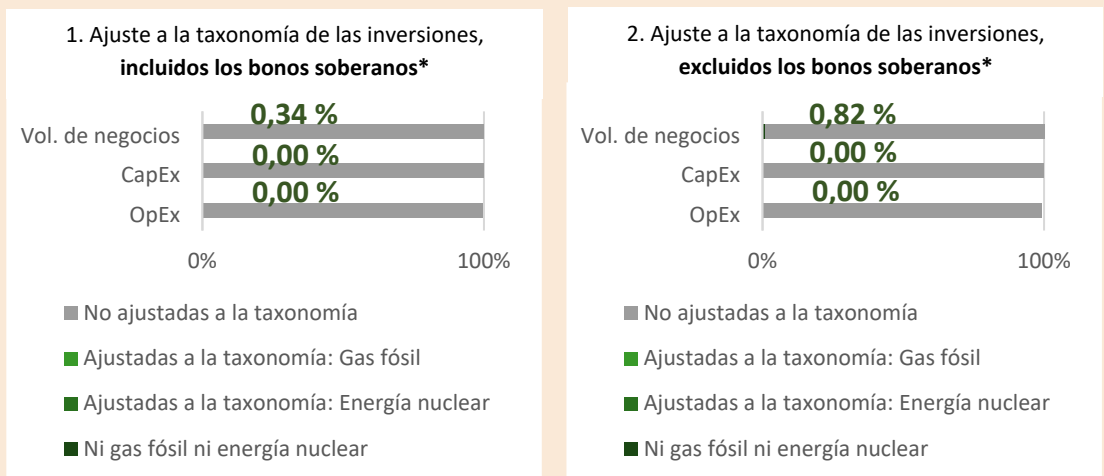 1. Ajuste a la taxonomía de las inversiones,
incluidos los bonos soberanos*
0,34 %
Vol. de negocios
0,00 %
CapEx
0,00 %
OpEx
0%
100%
No ajustadas a la taxonomía
Ajustadas a la taxonomía: Gas fósil
Ajustadas a la taxonomía: Energía nuclear
Ni gas fósil ni energía nuclear
2. Ajuste a la taxonomía de las inversiones,
excluidos los bonos soberanos*
0,82 %
Vol. de negocios
0,00 %
CapEx
0,00 %
OpEx
0%
100%
No ajustadas a la taxonomía
Ajustadas a la taxonomía: Gas fósil
Ajustadas a la taxonomía: Energía nuclear
Ni gas fósil ni energía nuclear